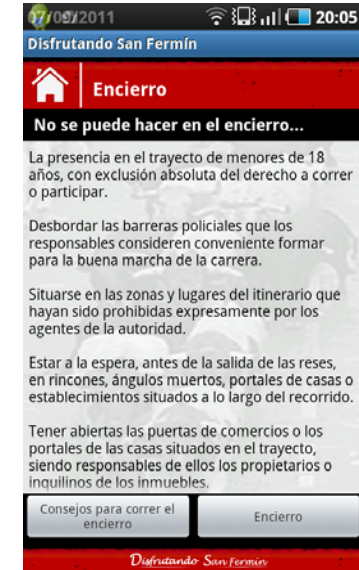 07/09/2011 20:05
Disfrutando San Fermín
Encierro
No se puede hacer en el encierro...
La presencia en el trayecto de menores de 18
años, con exclusión absoluta del derecho a correr
o participar.
Desbordar las barreras policiales que los
responsables consideren conveniente formar
para la buena marcha de la carrera.
Situarse en las zonas y lugares del itinerario que
hayan sido prohibidas expresamente por los
agentes de la autoridad.
Estar a la espera, antes de la salida de las reses,
en rincones, ángulos muertos, portales de casas o
establecimientos situados a lo largo del recorrido.
Tener abiertas las puertas de comercios o los
portales de las casas situados en el trayecto,
siendo responsables de ellos los propietarios o
inquilinos de los inmuebles.
Consejos para correr el
encierro
Encierro
Disfrutando San Fermín